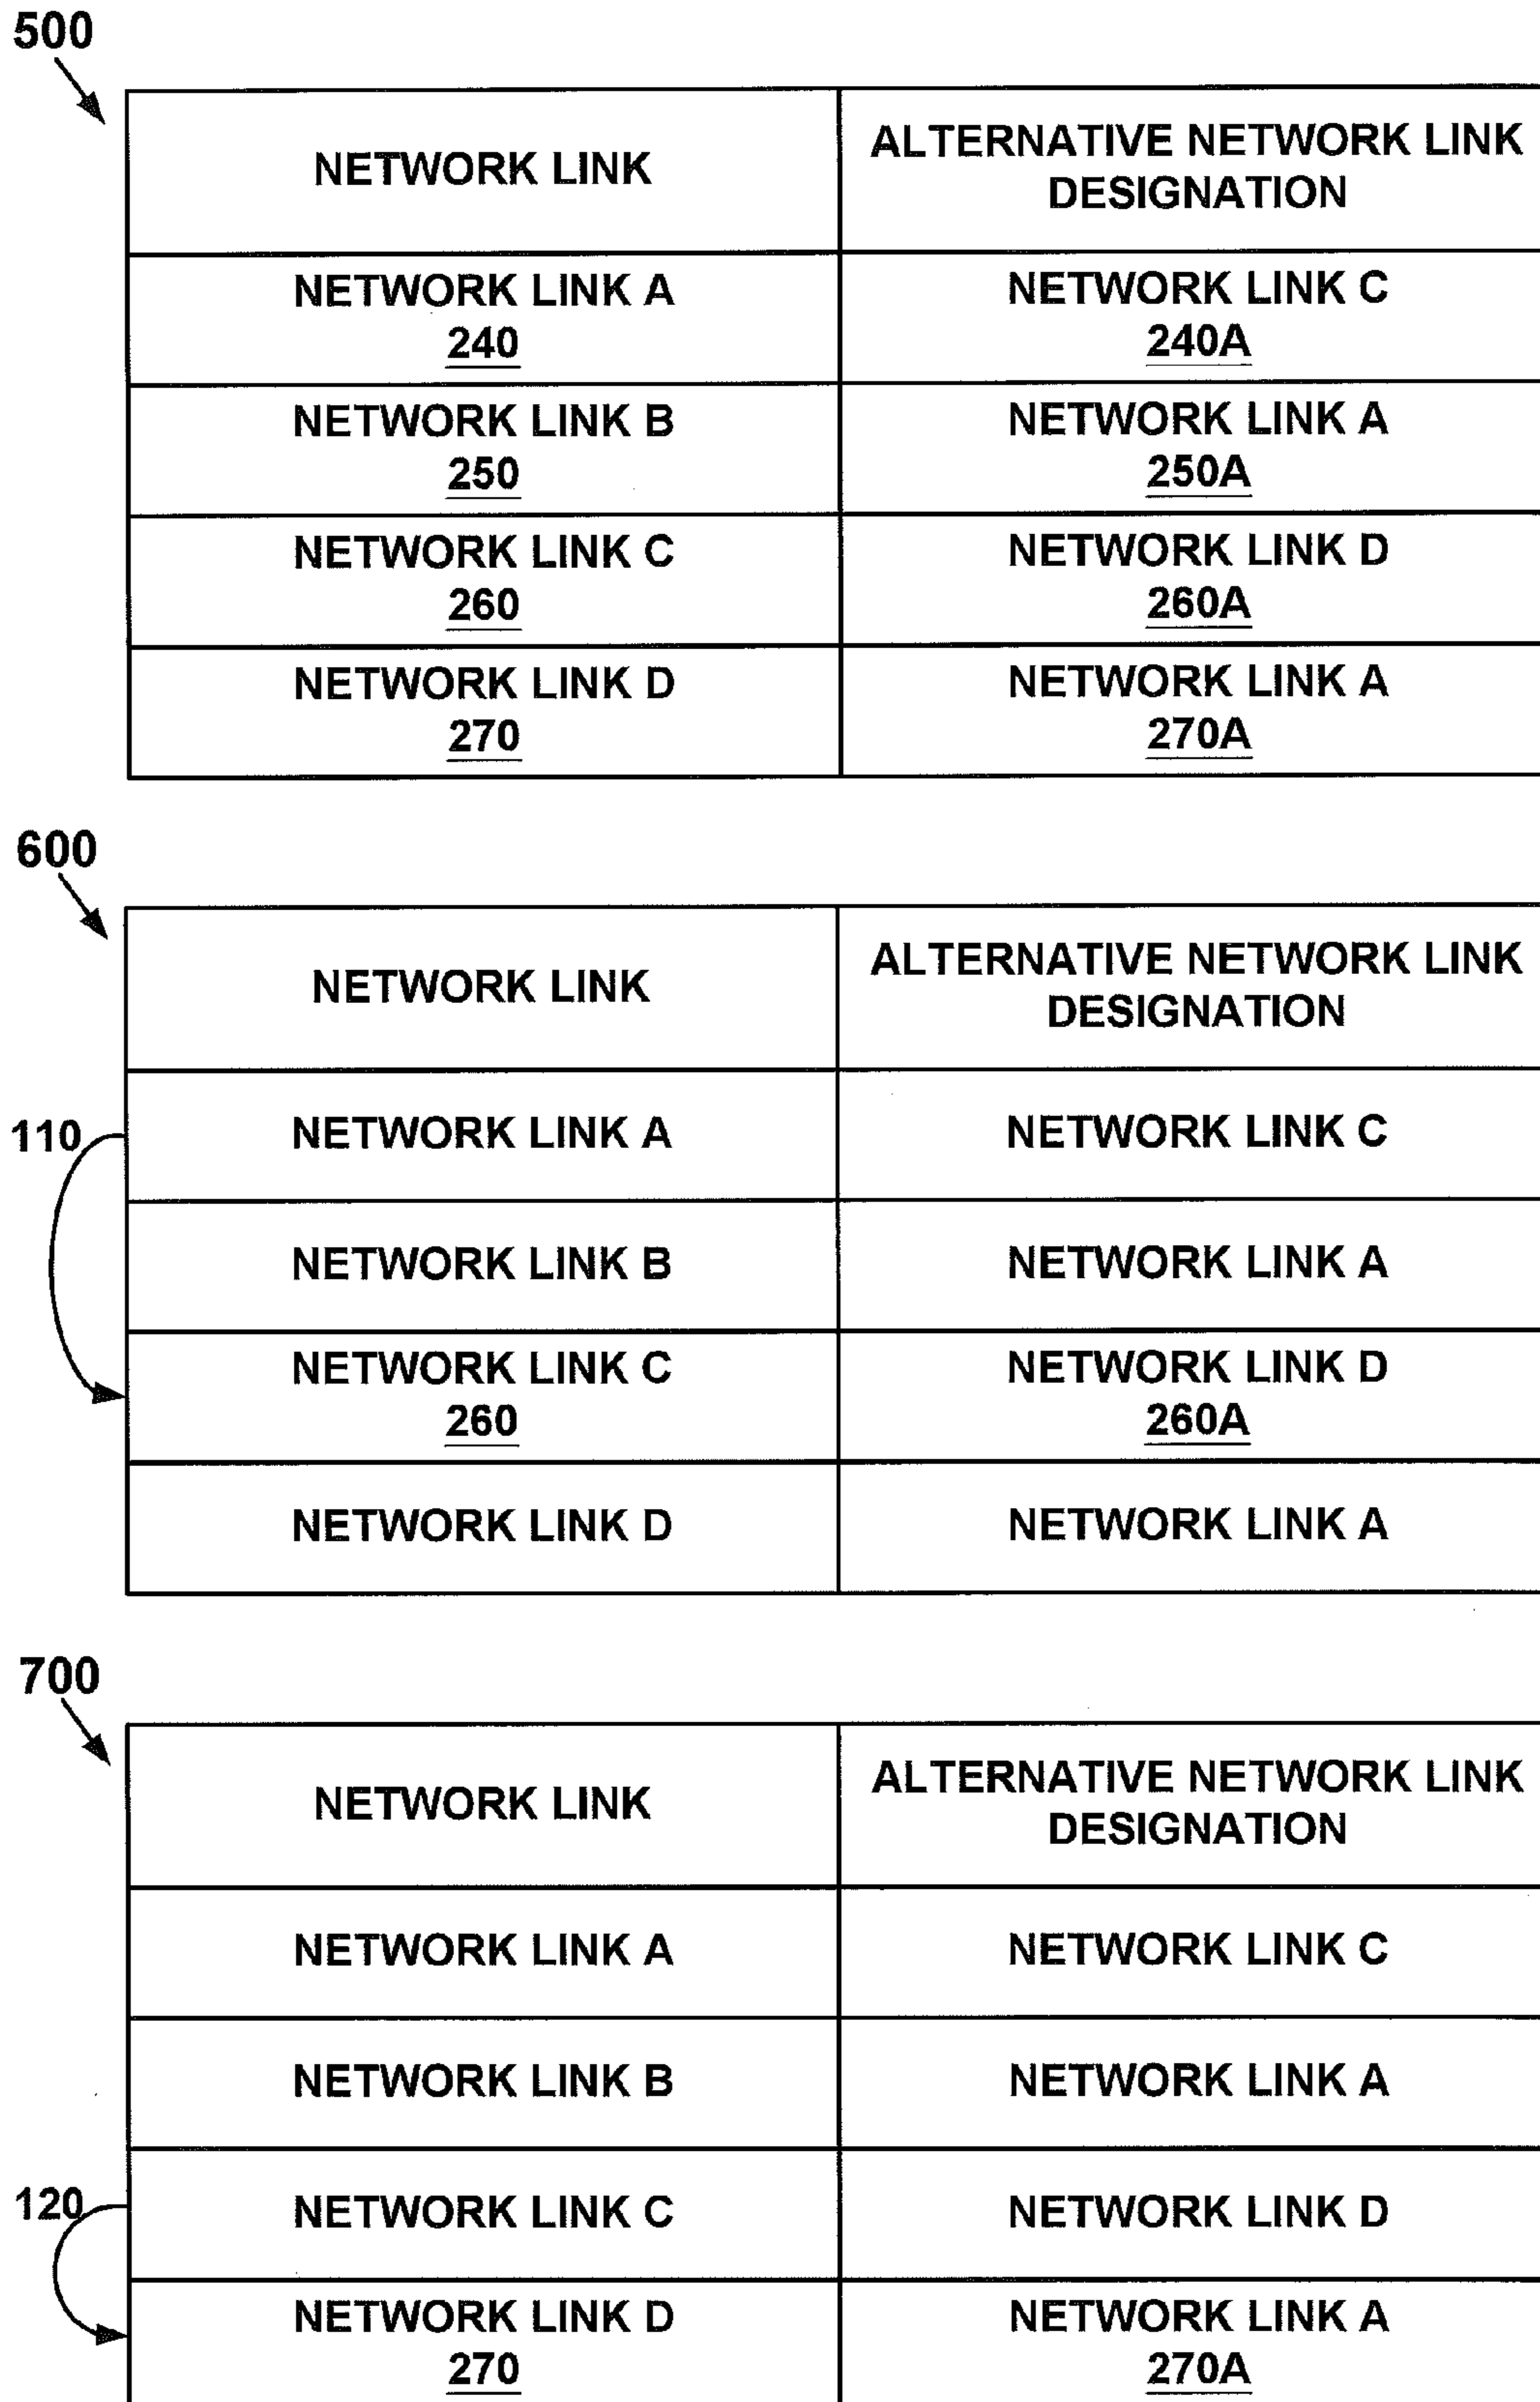 500
NETWORK LINK
ALTERNATIVE NETWORK LINK
DESIGNATION
NETWORK LINK A
240
NETWORK LINK C
240A
NETWORK LINK B
250
NETWORK LINK A
250A
NETWORK LINK C
260
NETWORK LINK D
260A
NETWORK LINK D
270
NETWORK LINK A
270A
600
NETWORK LINK
ALTERNATIVE NETWORK LINK
DESIGNATION
110
NETWORK LINK A
NETWORK LINK C
NETWORK LINK B
NETWORK LINK A
NETWORK LINK C
260
NETWORK LINK D
260A
NETWORK LINK D
NETWORK LINK A
700
NETWORK LINK
ALTERNATIVE NETWORK LINK
DESIGNATION
NETWORK LINK A
NETWORK LINK C
NETWORK LINK B
NETWORK LINK A
120
NETWORK LINK C
NETWORK LINK D
NETWORK LINK D
270
NETWORK LINK A
270A